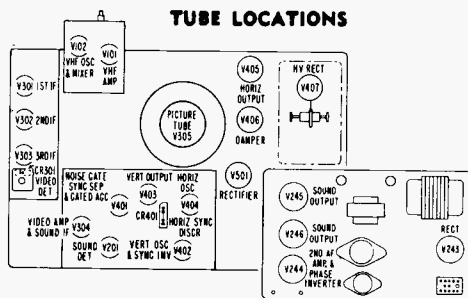 TUBE LOCATIONS
V102
VHF OSC
& MIXER
V101
VHF
AMP
V301 1ST IF
V302 2ND IF
V303 3RD IF
CR301
VIDEO
DET
PICTURE
TUBE
V305
V405
HORIZ
OUTPUT
V406
DAMPER
HV RECT
V407
V501
RECTIFIER
NOISE GATE
SYNC SEP
& GATED AGC
V401
VERT OUTPUT
V403
CR401
HORIZ
OSC
V404
HORIZ SYNC
DISCR
VIDEO AMP
& SOUND IF
V304
SOUND
DET
V201
VERT OSC
& SYNC INV
V402
V245
SOUND
OUTPUT
V246
SOUND
OUTPUT
V244
2ND AF
AMP, &
PHASE
INVERTER
RECT
V243